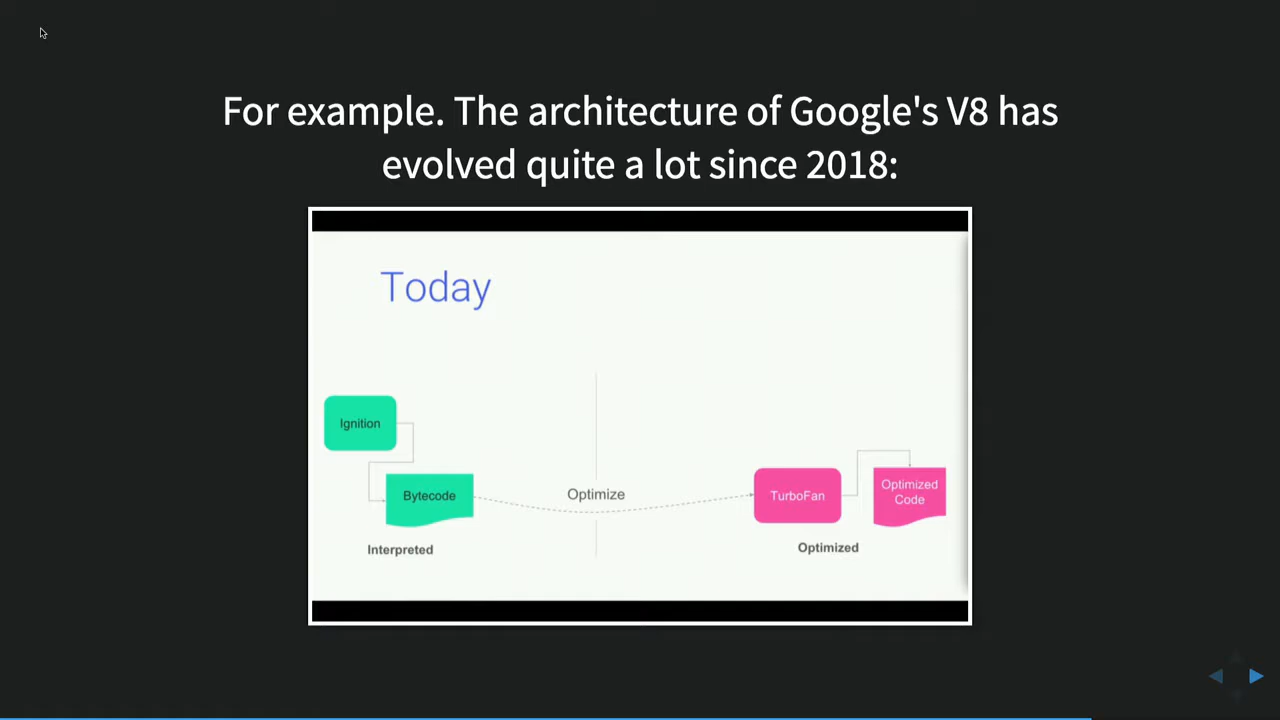 For example. The architecture of Google's V8 has
evolved quite a lot since 2018:
Today
Ignition
Bytecode
Interpreted
Optimize
TurboFan
Optimized
Code
Optimized